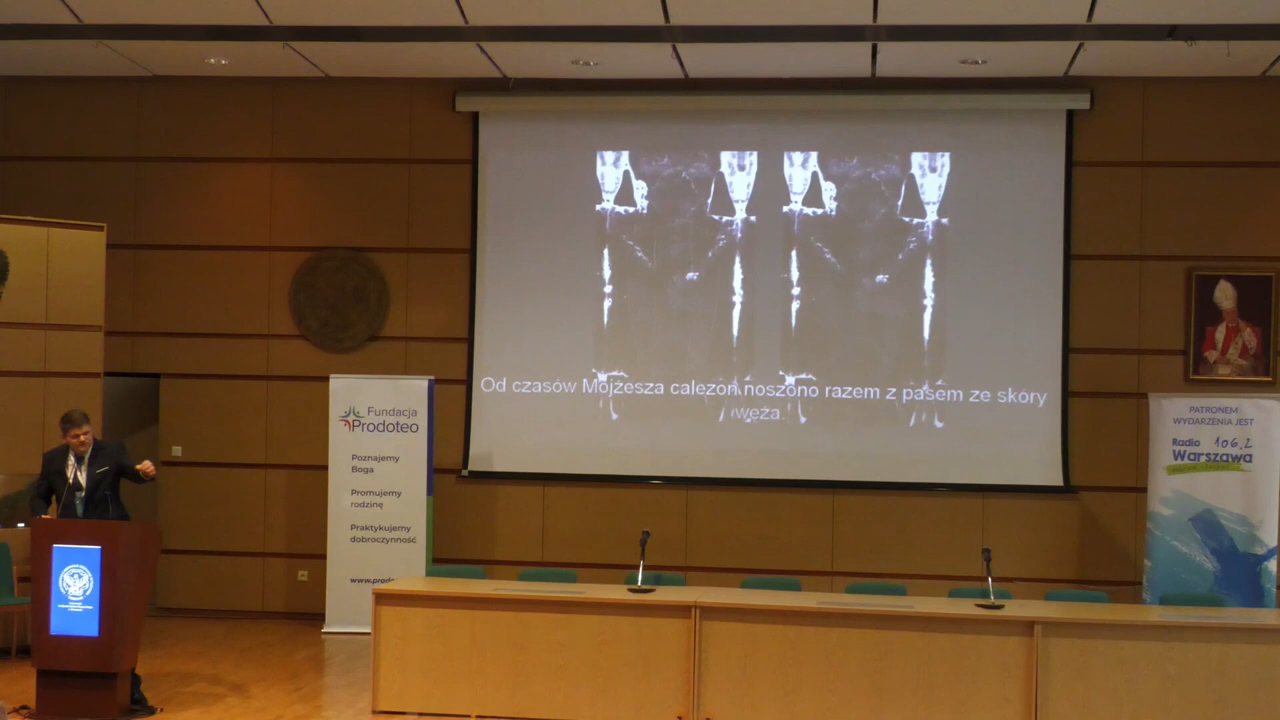 Od czasów Mojżesza calezon noszono razem z pasem ze skóry
węża.
Fundacja
Prodoteo
Poznajemy
Boga
Promujemy
rodzinę
Praktykujemy
dobroczynność
PATRONEM
WYDARZENIA JEST
Radio 106,2
Warszawa